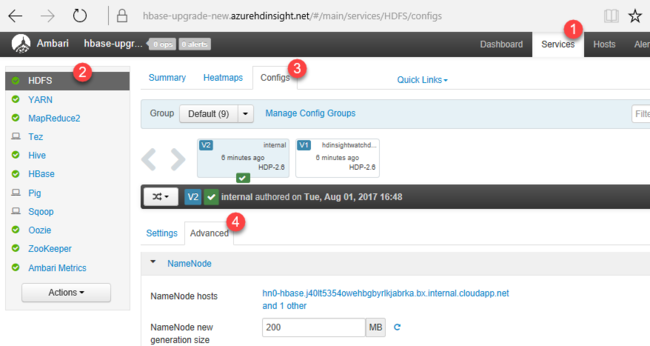 hbase-upgrade-new.azurehdinsight.net/#/main/services/HDFS/configs
1
Ambari hbase-upgr... 0 ops 0 alerts Dashboard Services Hosts Aler
2
3
HDFS
YARN
MapReduce2
Tez
Hive
HBase
Pig
Sqoop
Oozie
ZooKeeper
Ambari Metrics
Actions
Summary Heatmaps Configs Quick Links
Group Default (9) Manage Config Groups Filte
V2 internal
6 minutes ago
HDP-2.6
V1 hdinsightwatchd...
6 minutes ago
HDP-2.6
V2 internal authored on Tue, Aug 01, 2017 16:48
4
Settings Advanced
NameNode
NameNode hosts hn0-hbase.j40lt5354owehbgbyrlkjabrka.bx.internal.cloudapp.net
and 1 other
NameNode new
generation size 200 MB